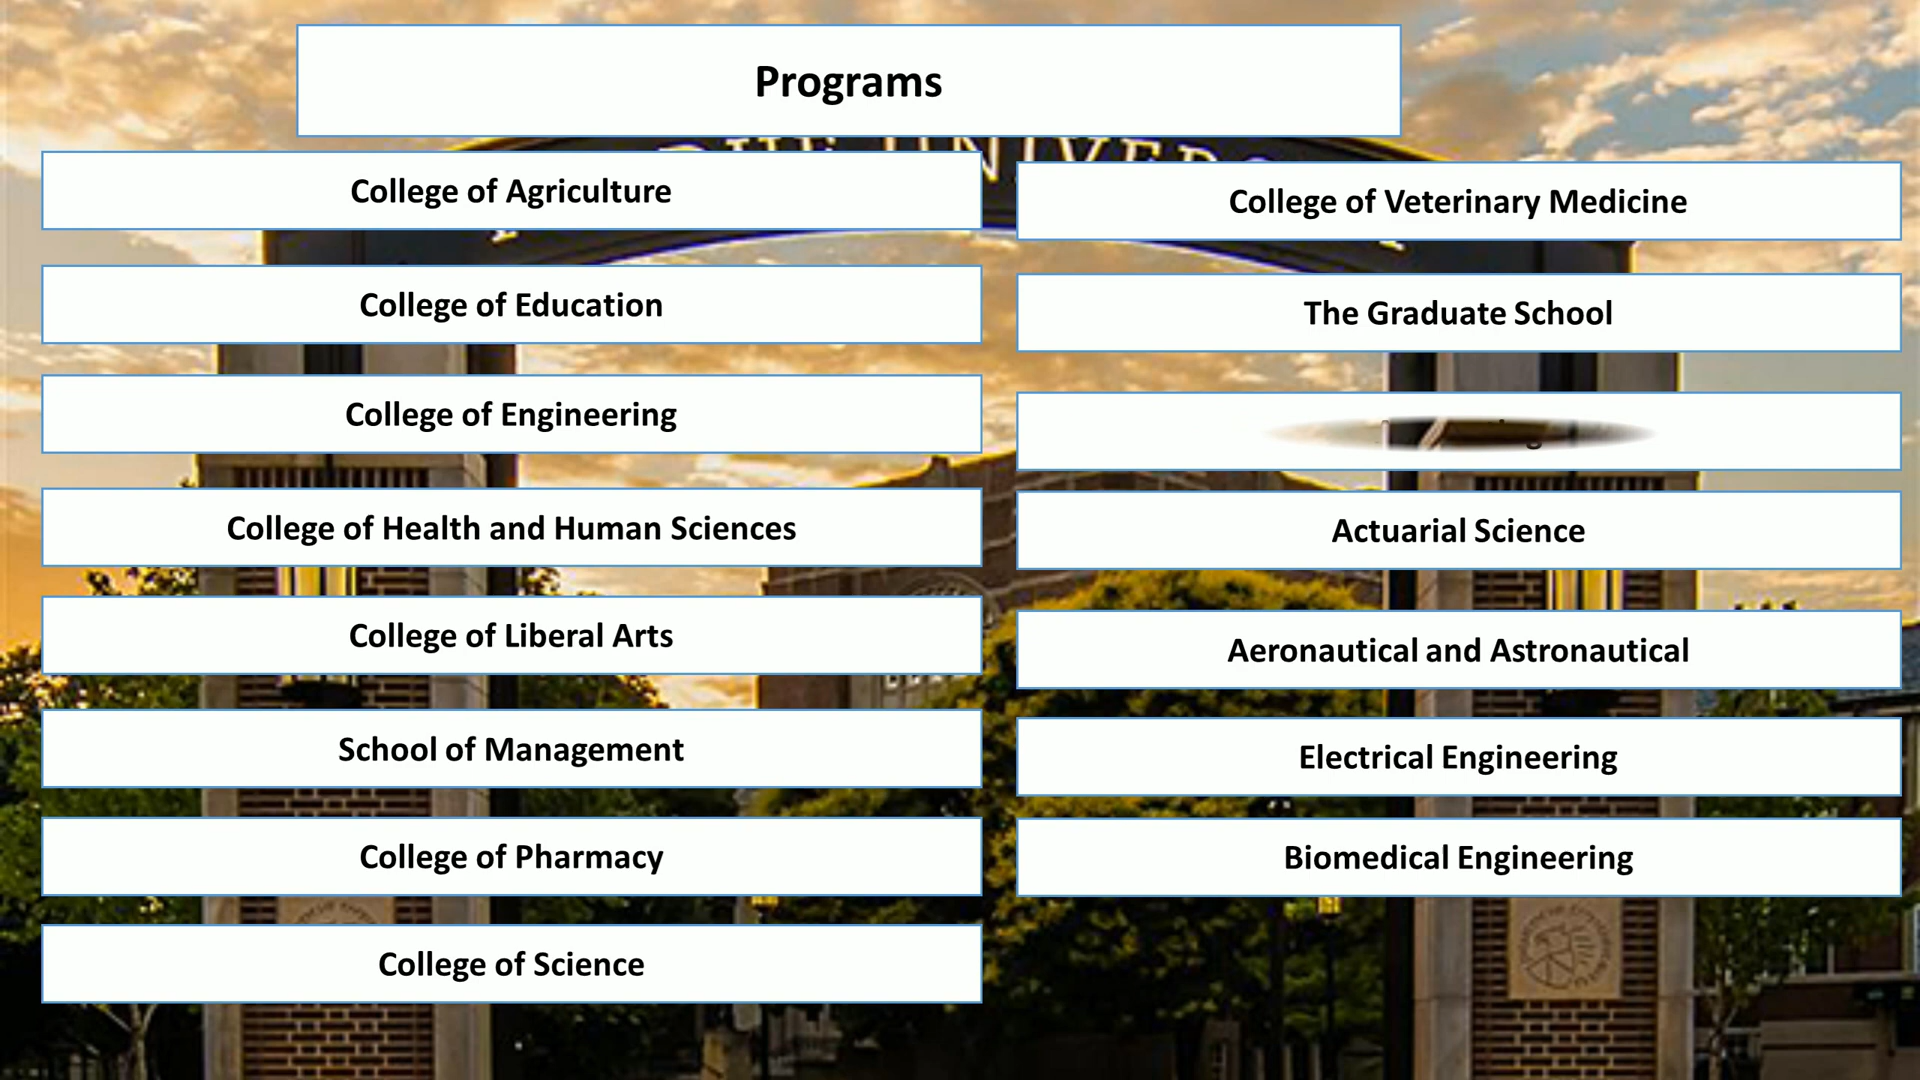 Programs
College of Agriculture
College of Education
College of Engineering
College of Health and Human Sciences
College of Liberal Arts
School of Management
College of Pharmacy
College of Science
College of Veterinary Medicine
The Graduate School
Actuarial Science
Aeronautical and Astronautical
Electrical Engineering
Biomedical Engineering